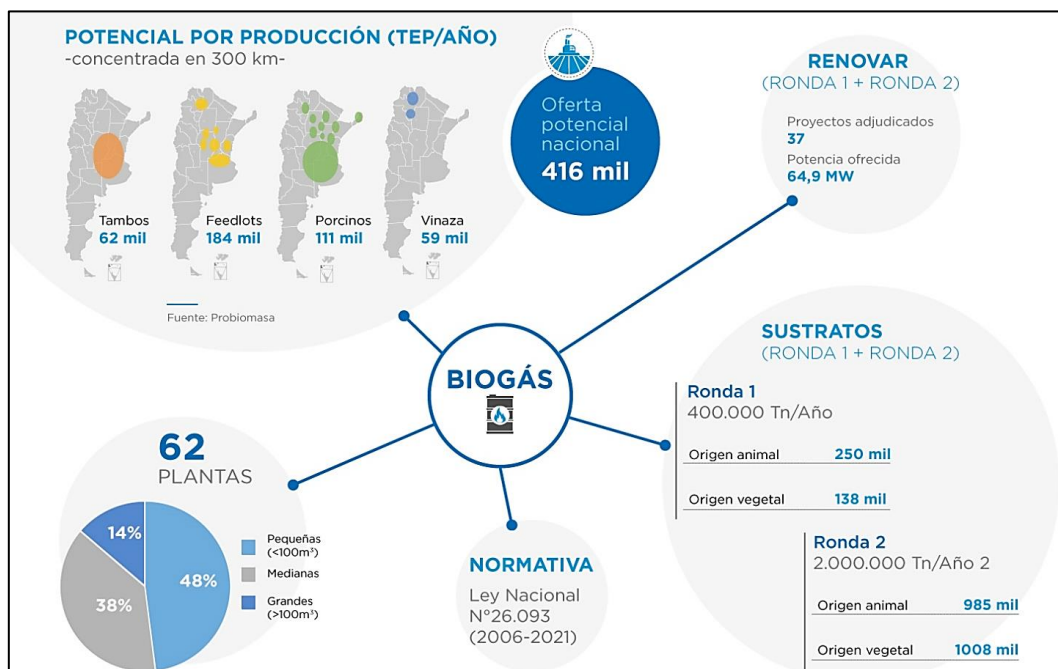 POTENCIAL POR PRODUCCIÓN (TEP/AÑO)
-concentrada en 300 km-
Tambos
62 mil
Feedlots
184 mil
Porcinos
111 mil
Vinaza
59 mil
Fuente: Probiomasa
Oferta
potencial
nacional
416 mil
RENOVAR
(RONDA 1 + RONDA 2)
Proyectos adjudicados
37
Potencia ofrecida
64,9 MW
BIOGÁS
SUSTRATOS
(RONDA 1 + RONDA 2)
Ronda 1
400.000 Tn/Año
Origen animal 250 mil
Origen vegetal 138 mil
Ronda 2
2.000.000 Tn/Año 2
Origen animal 985 mil
Origen vegetal 1008 mil
62
PLANTAS
14%
48%
38%
Pequeñas
(<100m³)
Medianas
Grandes
(>100m³)
NORMATIVA
Ley Nacional
N°26.093
(2006-2021)